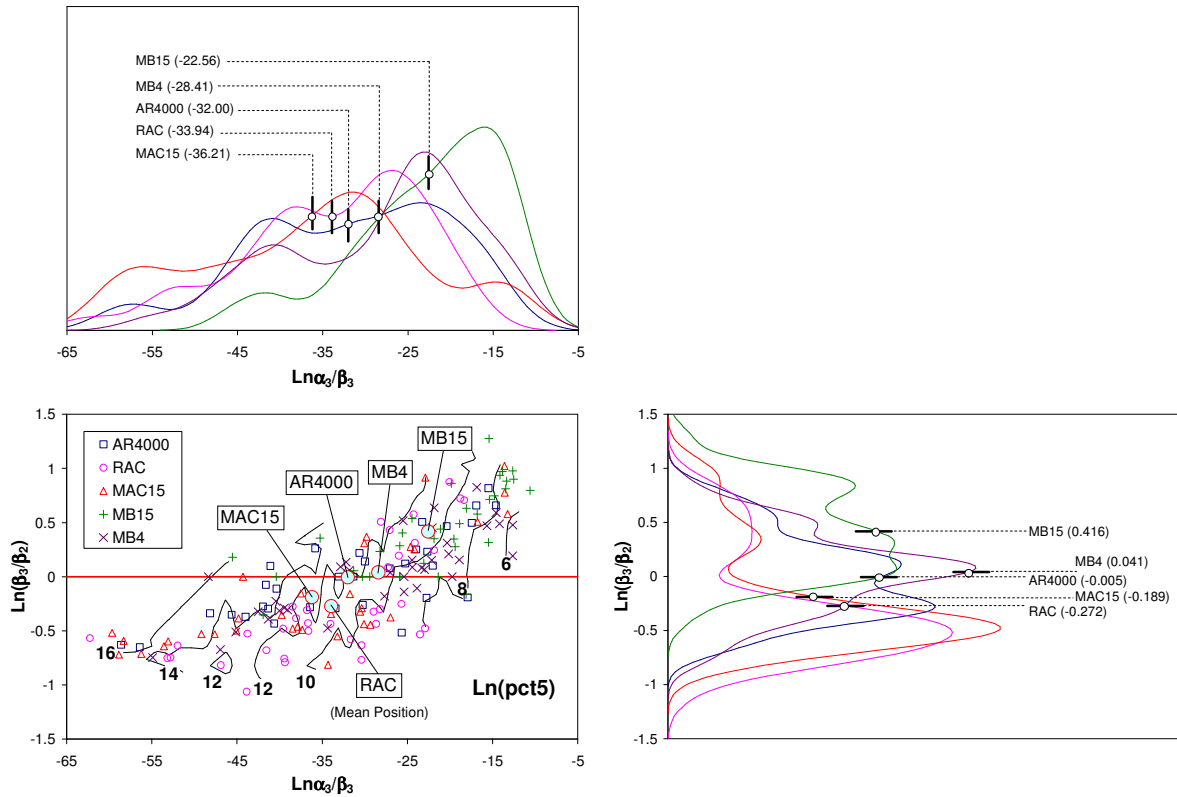 MB15 (-22.56)
MB4 (-28.41)
AR4000 (-32.00)
RAC (-33.94)
MAC15 (-36.21)
-65 -55 -45 -35 -25 -15 -5
Lnα₃/β₃
1.5
1
0.5
0
-0.5
-1
-1.5
Ln(β₃/β₂)
AR4000
RAC
MAC15
MB15
MB4
MB15
MB4
AR4000
MAC15
RAC
(Mean Position)
Ln(pct5)
16
14
12
12
10
8
6
-65 -55 -45 -35 -25 -15 -5
Lnα₃/β₃
1.5
1
0.5
0
-0.5
-1
-1.5
Ln(β₃/β₂)
MB15 (0.416)
MB4 (0.041)
AR4000 (-0.005)
MAC15 (-0.189)
RAC (-0.272)